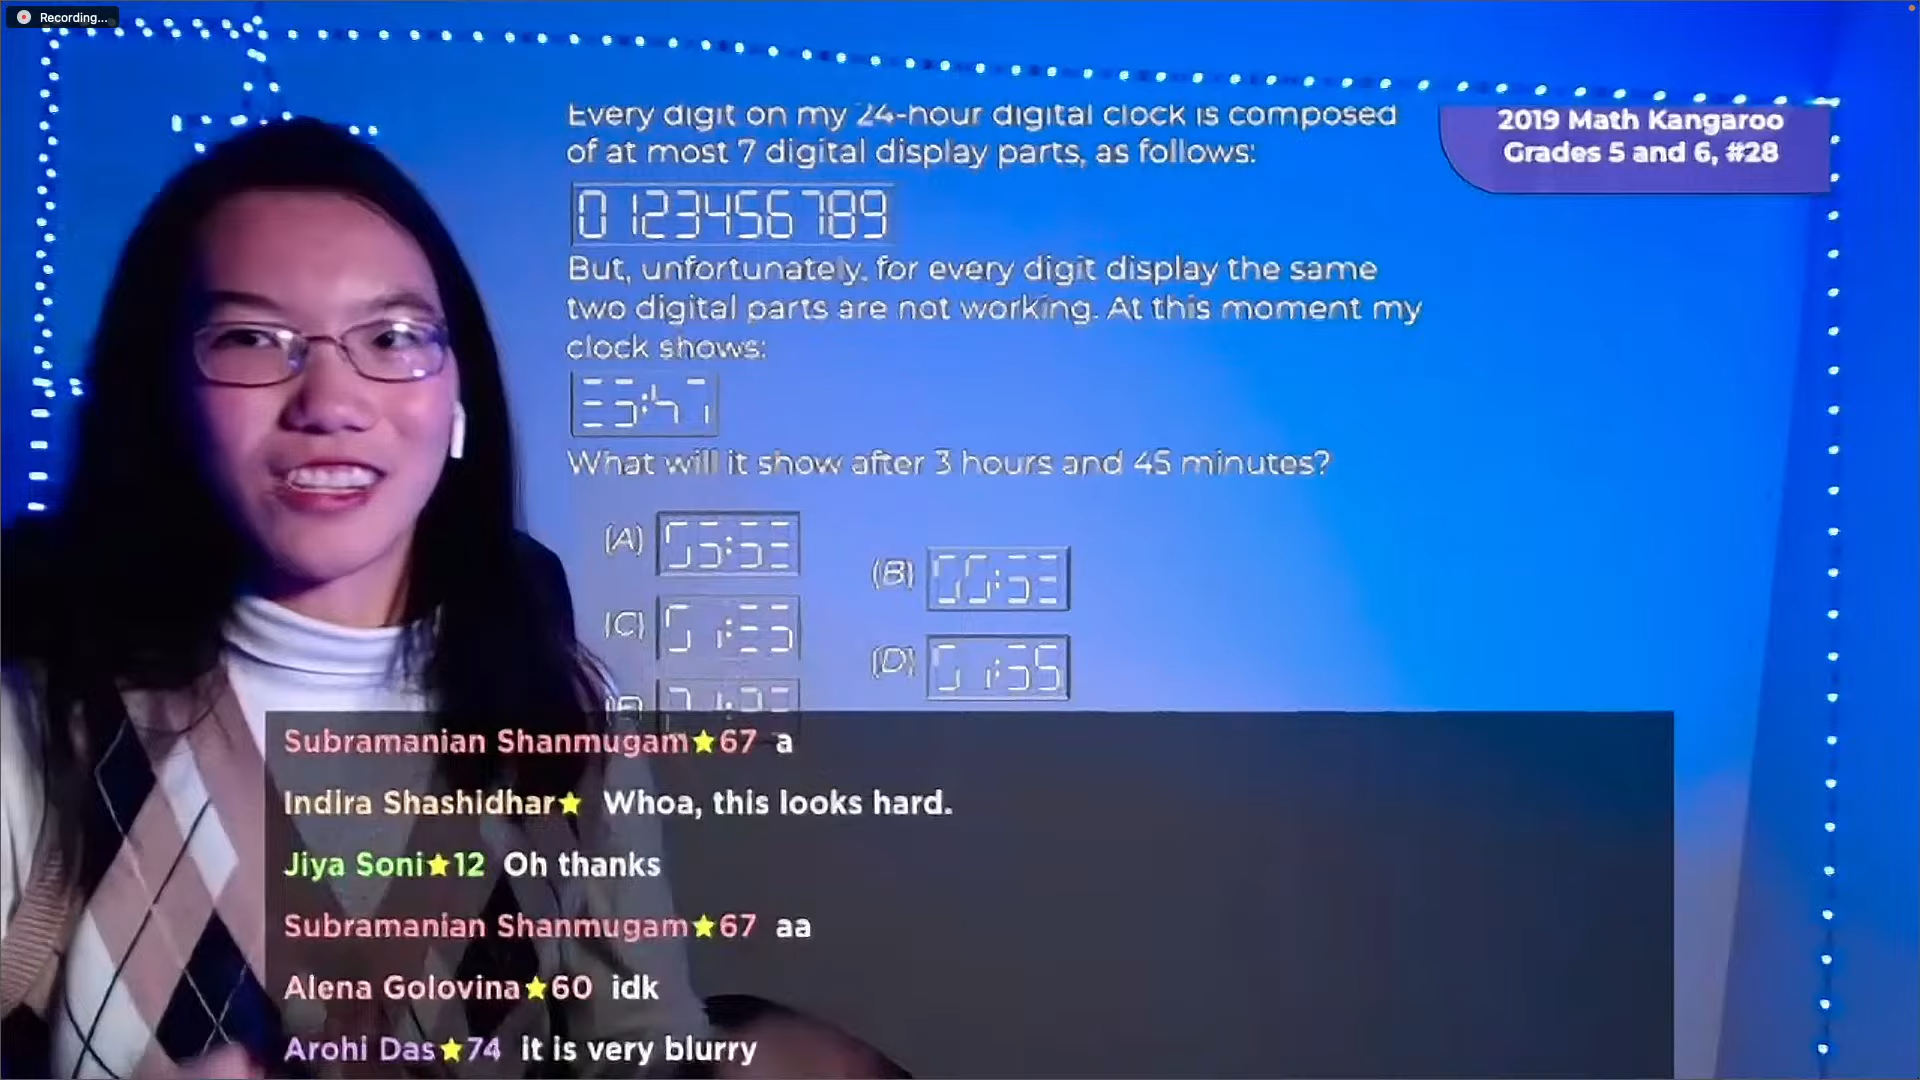 Recording...
Every digit on my 24-hour digital clock is composed
of at most 7 digital display parts, as follows:
0123456789
But, unfortunately, for every digit display the same
two digital parts are not working. At this moment my
clock shows:
What will it show after 3 hours and 45 minutes?
(A)
(B)
(C)
(D)
2019 Math Kangaroo
Grades 5 and 6, #28
Subramanian Shanmugam★67 a
Indira Shashidhar★ Whoa, this looks hard.
Jiya Soni★12 Oh thanks
Subramanian Shanmugam★67 aa
Alena Golovina★60 idk
Arohi Das★74 it is very blurry